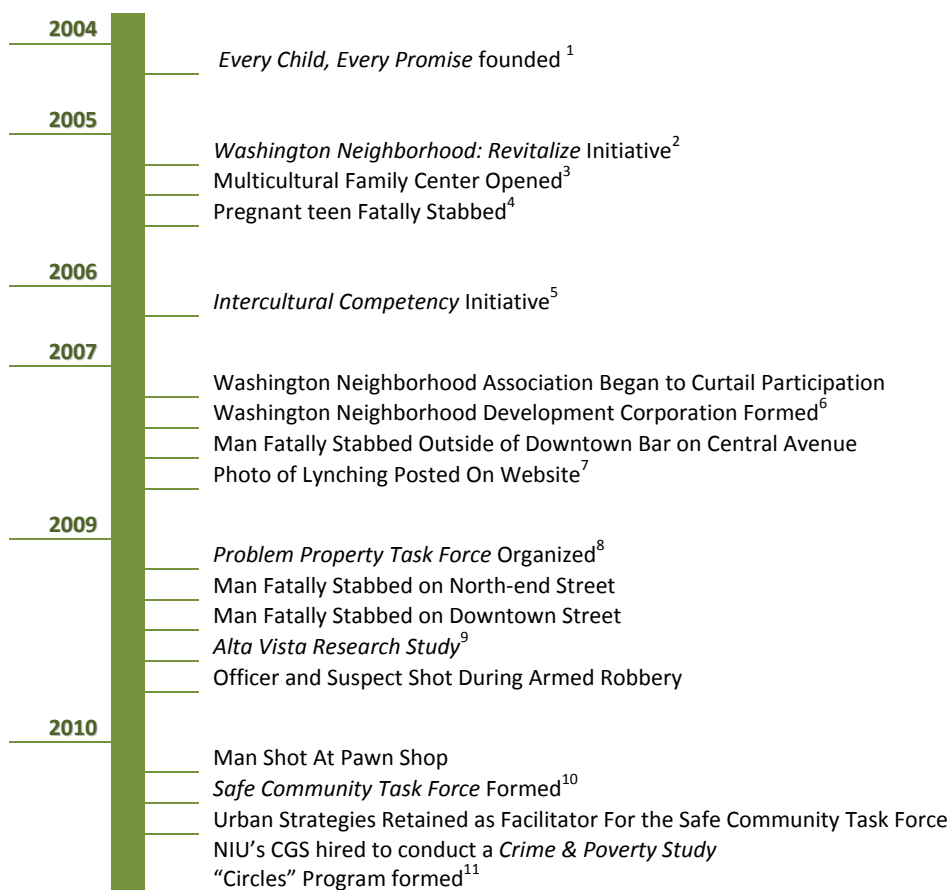 2004
Every Child, Every Promise founded 1
2005
Washington Neighborhood: Revitalize Initiative2
Multicultural Family Center Opened3
Pregnant teen Fatally Stabbed4
2006
Intercultural Competency Initiative5
2007
Washington Neighborhood Association Began to Curtail Participation
Washington Neighborhood Development Corporation Formed6
Man Fatally Stabbed Outside of Downtown Bar on Central Avenue
Photo of Lynching Posted On Website7
2009
Problem Property Task Force Organized8
Man Fatally Stabbed on North-end Street
Man Fatally Stabbed on Downtown Street
Alta Vista Research Study9
Officer and Suspect Shot During Armed Robbery
2010
Man Shot At Pawn Shop
Safe Community Task Force Formed10
Urban Strategies Retained as Facilitator For the Safe Community Task Force
NIU's CGS hired to conduct a Crime & Poverty Study
“Circles” Program formed11